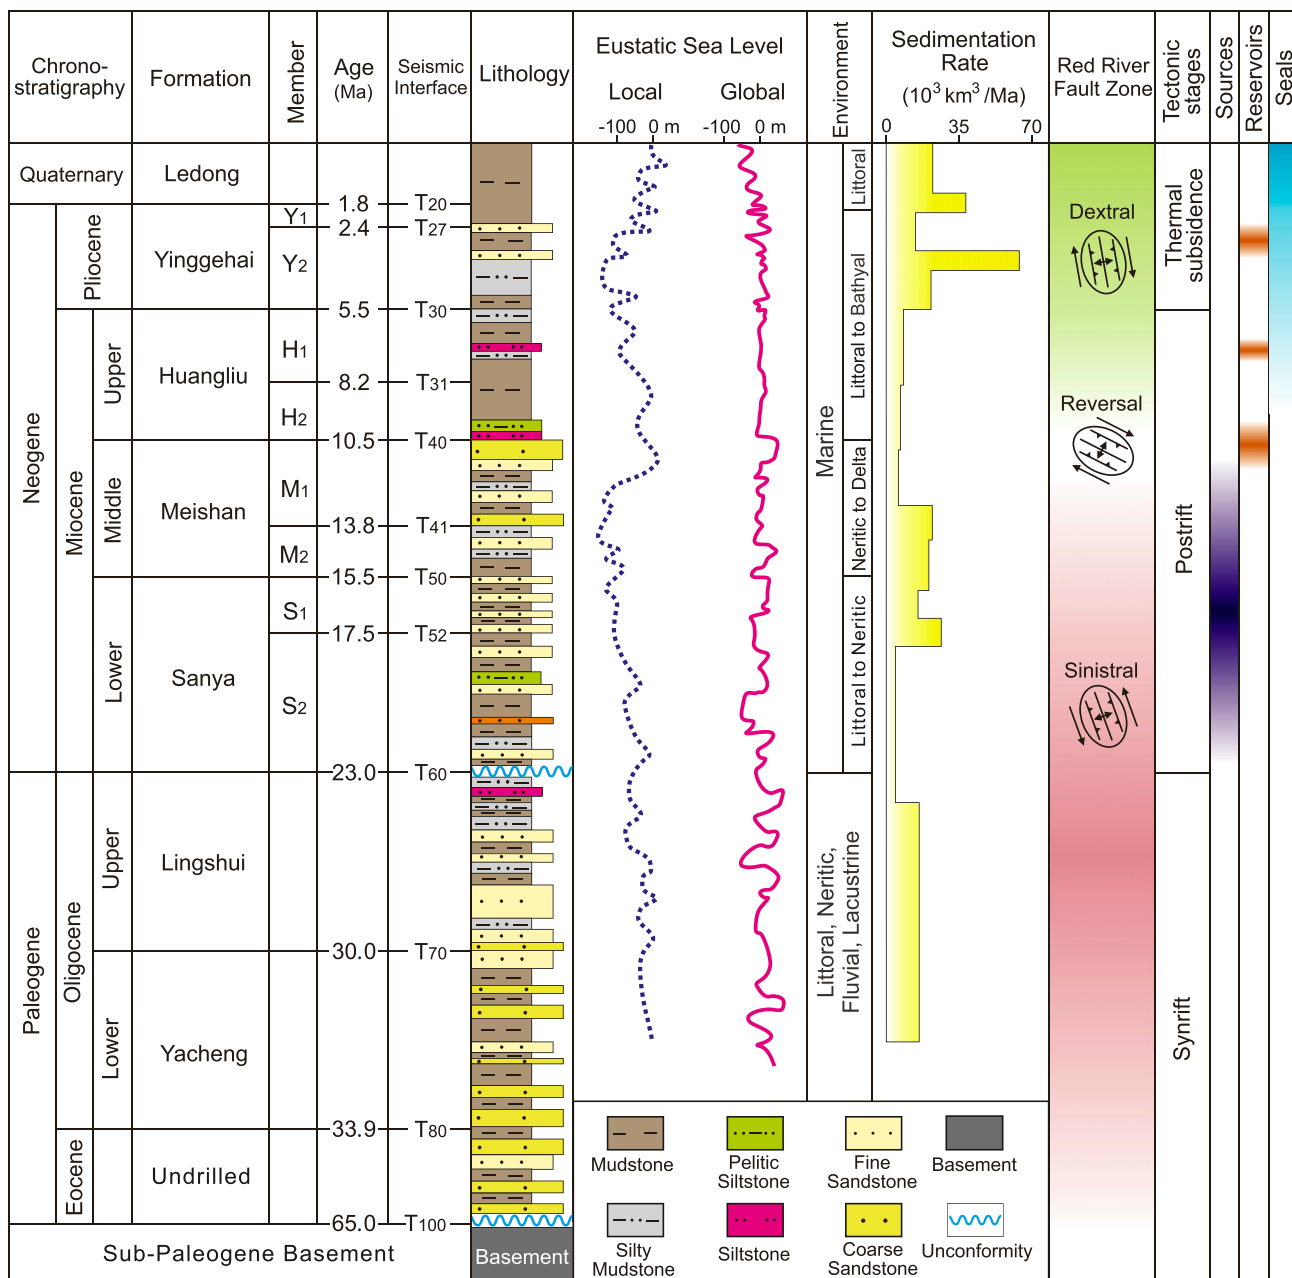 Chrono-
stratigraphy
Formation
Member
Age
(Ma)
Seismic
Interface
Lithology
Eustatic Sea Level
Local
Global
-100 0 m
-100 0 m
Environment
Sedimentation
Rate
(10³ km³ /Ma)
0 35 70
Red River
Fault Zone
Tectonic
stages
Sources
Reservoirs
Seals
Quaternary
Neogene
Paleogene
Pliocene
Miocene
Oligocene
Eocene
Upper
Middle
Lower
Upper
Lower
Ledong
Yinggehai
Huangliu
Meishan
Sanya
Lingshui
Yacheng
Undrilled
Sub-Paleogene Basement
Y1
Y2
H1
H2
M1
M2
S1
S2
1.8 T20
2.4 T27
5.5 T30
8.2 T31
10.5 T40
13.8 T41
15.5 T50
17.5 T52
23.0 T60
30.0 T70
33.9 T80
65.0 T100
Basement
Marine
Littoral
Littoral to Bathyal
Neritic to Delta
Littoral to Neritic
Littoral, Neritic,
Fluvial, Lacustrine
Dextral
Reversal
Sinistral
Thermal
subsidence
Postrift
Synrift
Mudstone
Pelitic
Siltstone
Fine
Sandstone
Basement
Silty
Mudstone
Siltstone
Coarse
Sandstone
Unconformity